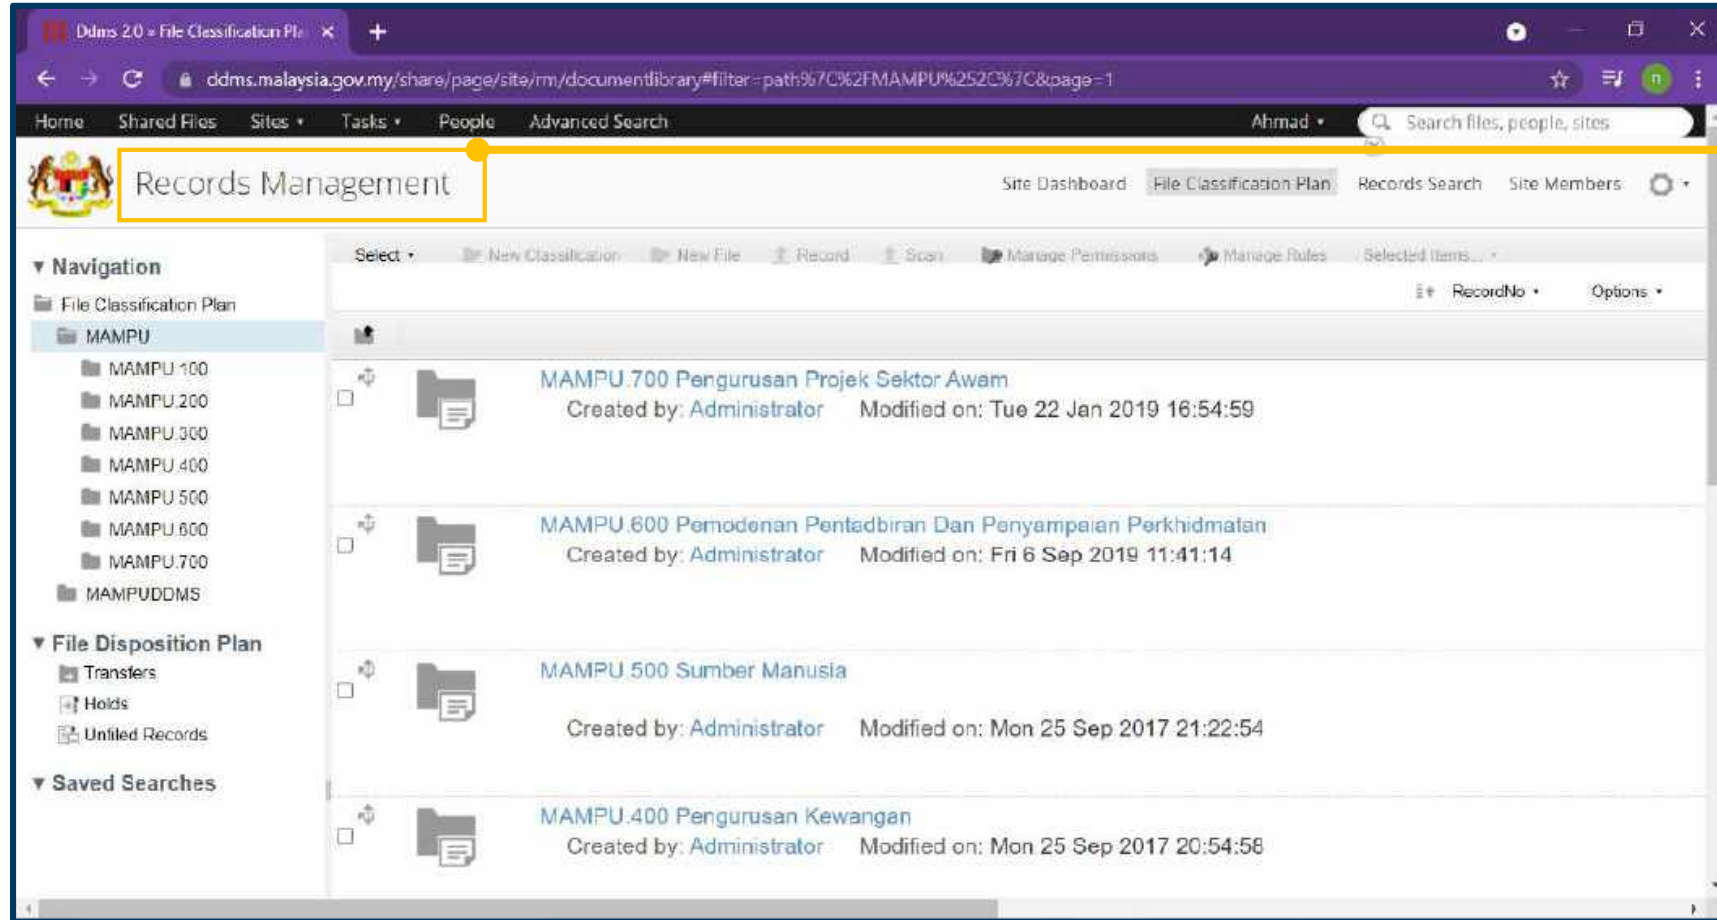 Ddms 2.0 » File Classification Pla
ddms.malaysia.gov.my/share/page/site/rm/documentlibrary#filter=path%7C%2FMAMPU%252C%7C&page=1
n
Home Shared Files Sites Tasks People Advanced Search Ahmad Search files, people, sites
Records Management Site Dashboard File Classification Plan Records Search Site Members
Select New Classification New File Record Scan Manage Permissions Manage Rules Selected Items...
RecordNo Options
Navigation
File Classification Plan
MAMPU
MAMPU.100
MAMPU.200
MAMPU.300
MAMPU.400
MAMPU.500
MAMPU.600
MAMPU.700
MAMPUDDMS
File Disposition Plan
Transfers
Holds
Unfiled Records
Saved Searches
MAMPU.700 Pengurusan Projek Sektor Awam
Created by: Administrator Modified on: Tue 22 Jan 2019 16:54:59
MAMPU.600 Pemodenan Pentadbiran Dan Penyampaian Perkhidmatan
Created by: Administrator Modified on: Fri 6 Sep 2019 11:41:14
MAMPU.500 Sumber Manusia
Created by: Administrator Modified on: Mon 25 Sep 2017 21:22:54
MAMPU.400 Pengurusan Kewangan
Created by: Administrator Modified on: Mon 25 Sep 2017 20:54:58